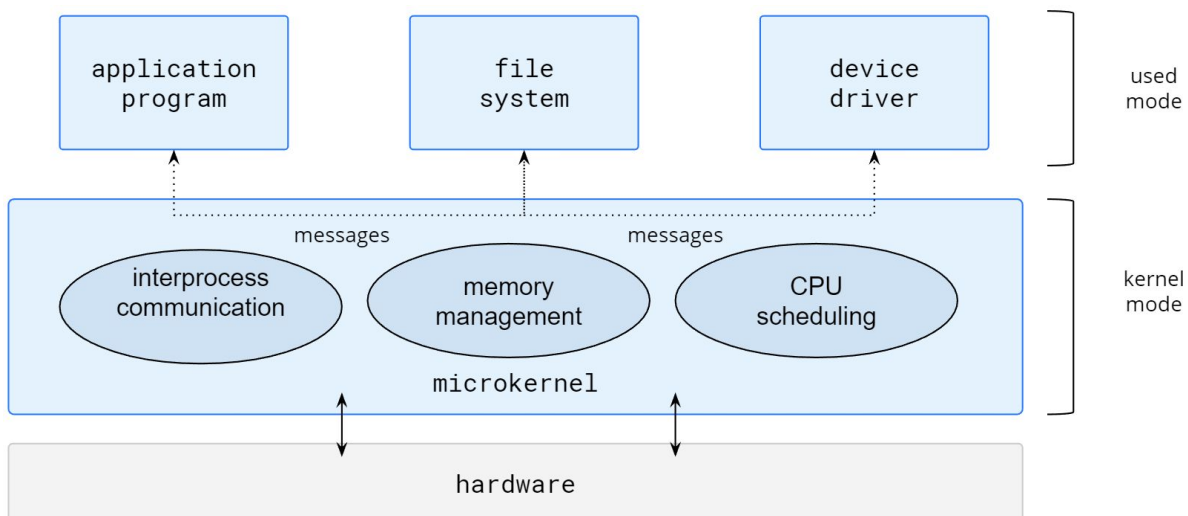 application
program
file
system
device
driver
used
mode
messages
messages
interprocess
communication
memory
management
CPU
scheduling
kernel
mode
microkernel
hardware